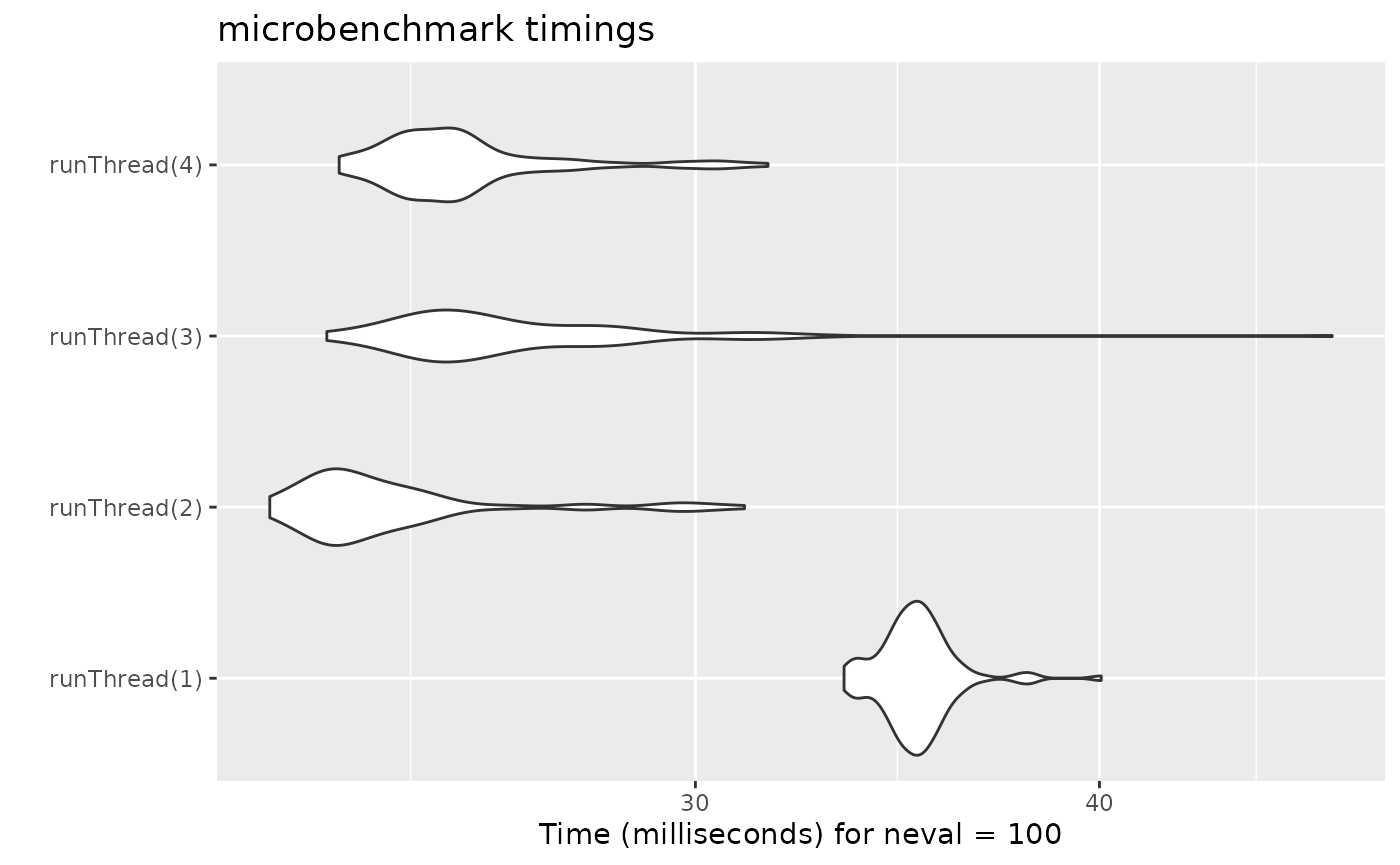 microbenchmark timings
runThread(4)
runThread(3)
runThread(2)
runThread(1)
30 40
Time (milliseconds) for neval = 100